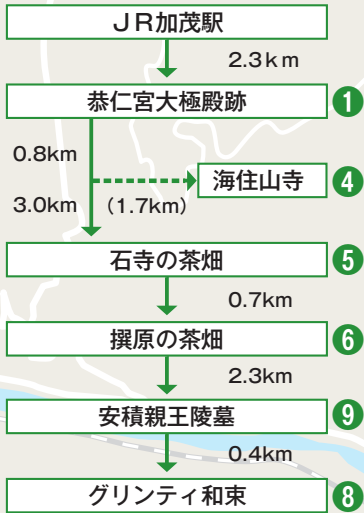 JR加茂駅
2.3km
恭仁宮大極殿跡 1
0.8km
海住山寺 4
3.0km (1.7km)
石寺の茶畑 5
0.7km
撰原の茶畑 6
2.3km
安積親王陵墓 9
0.4km
グリンティ和束 8